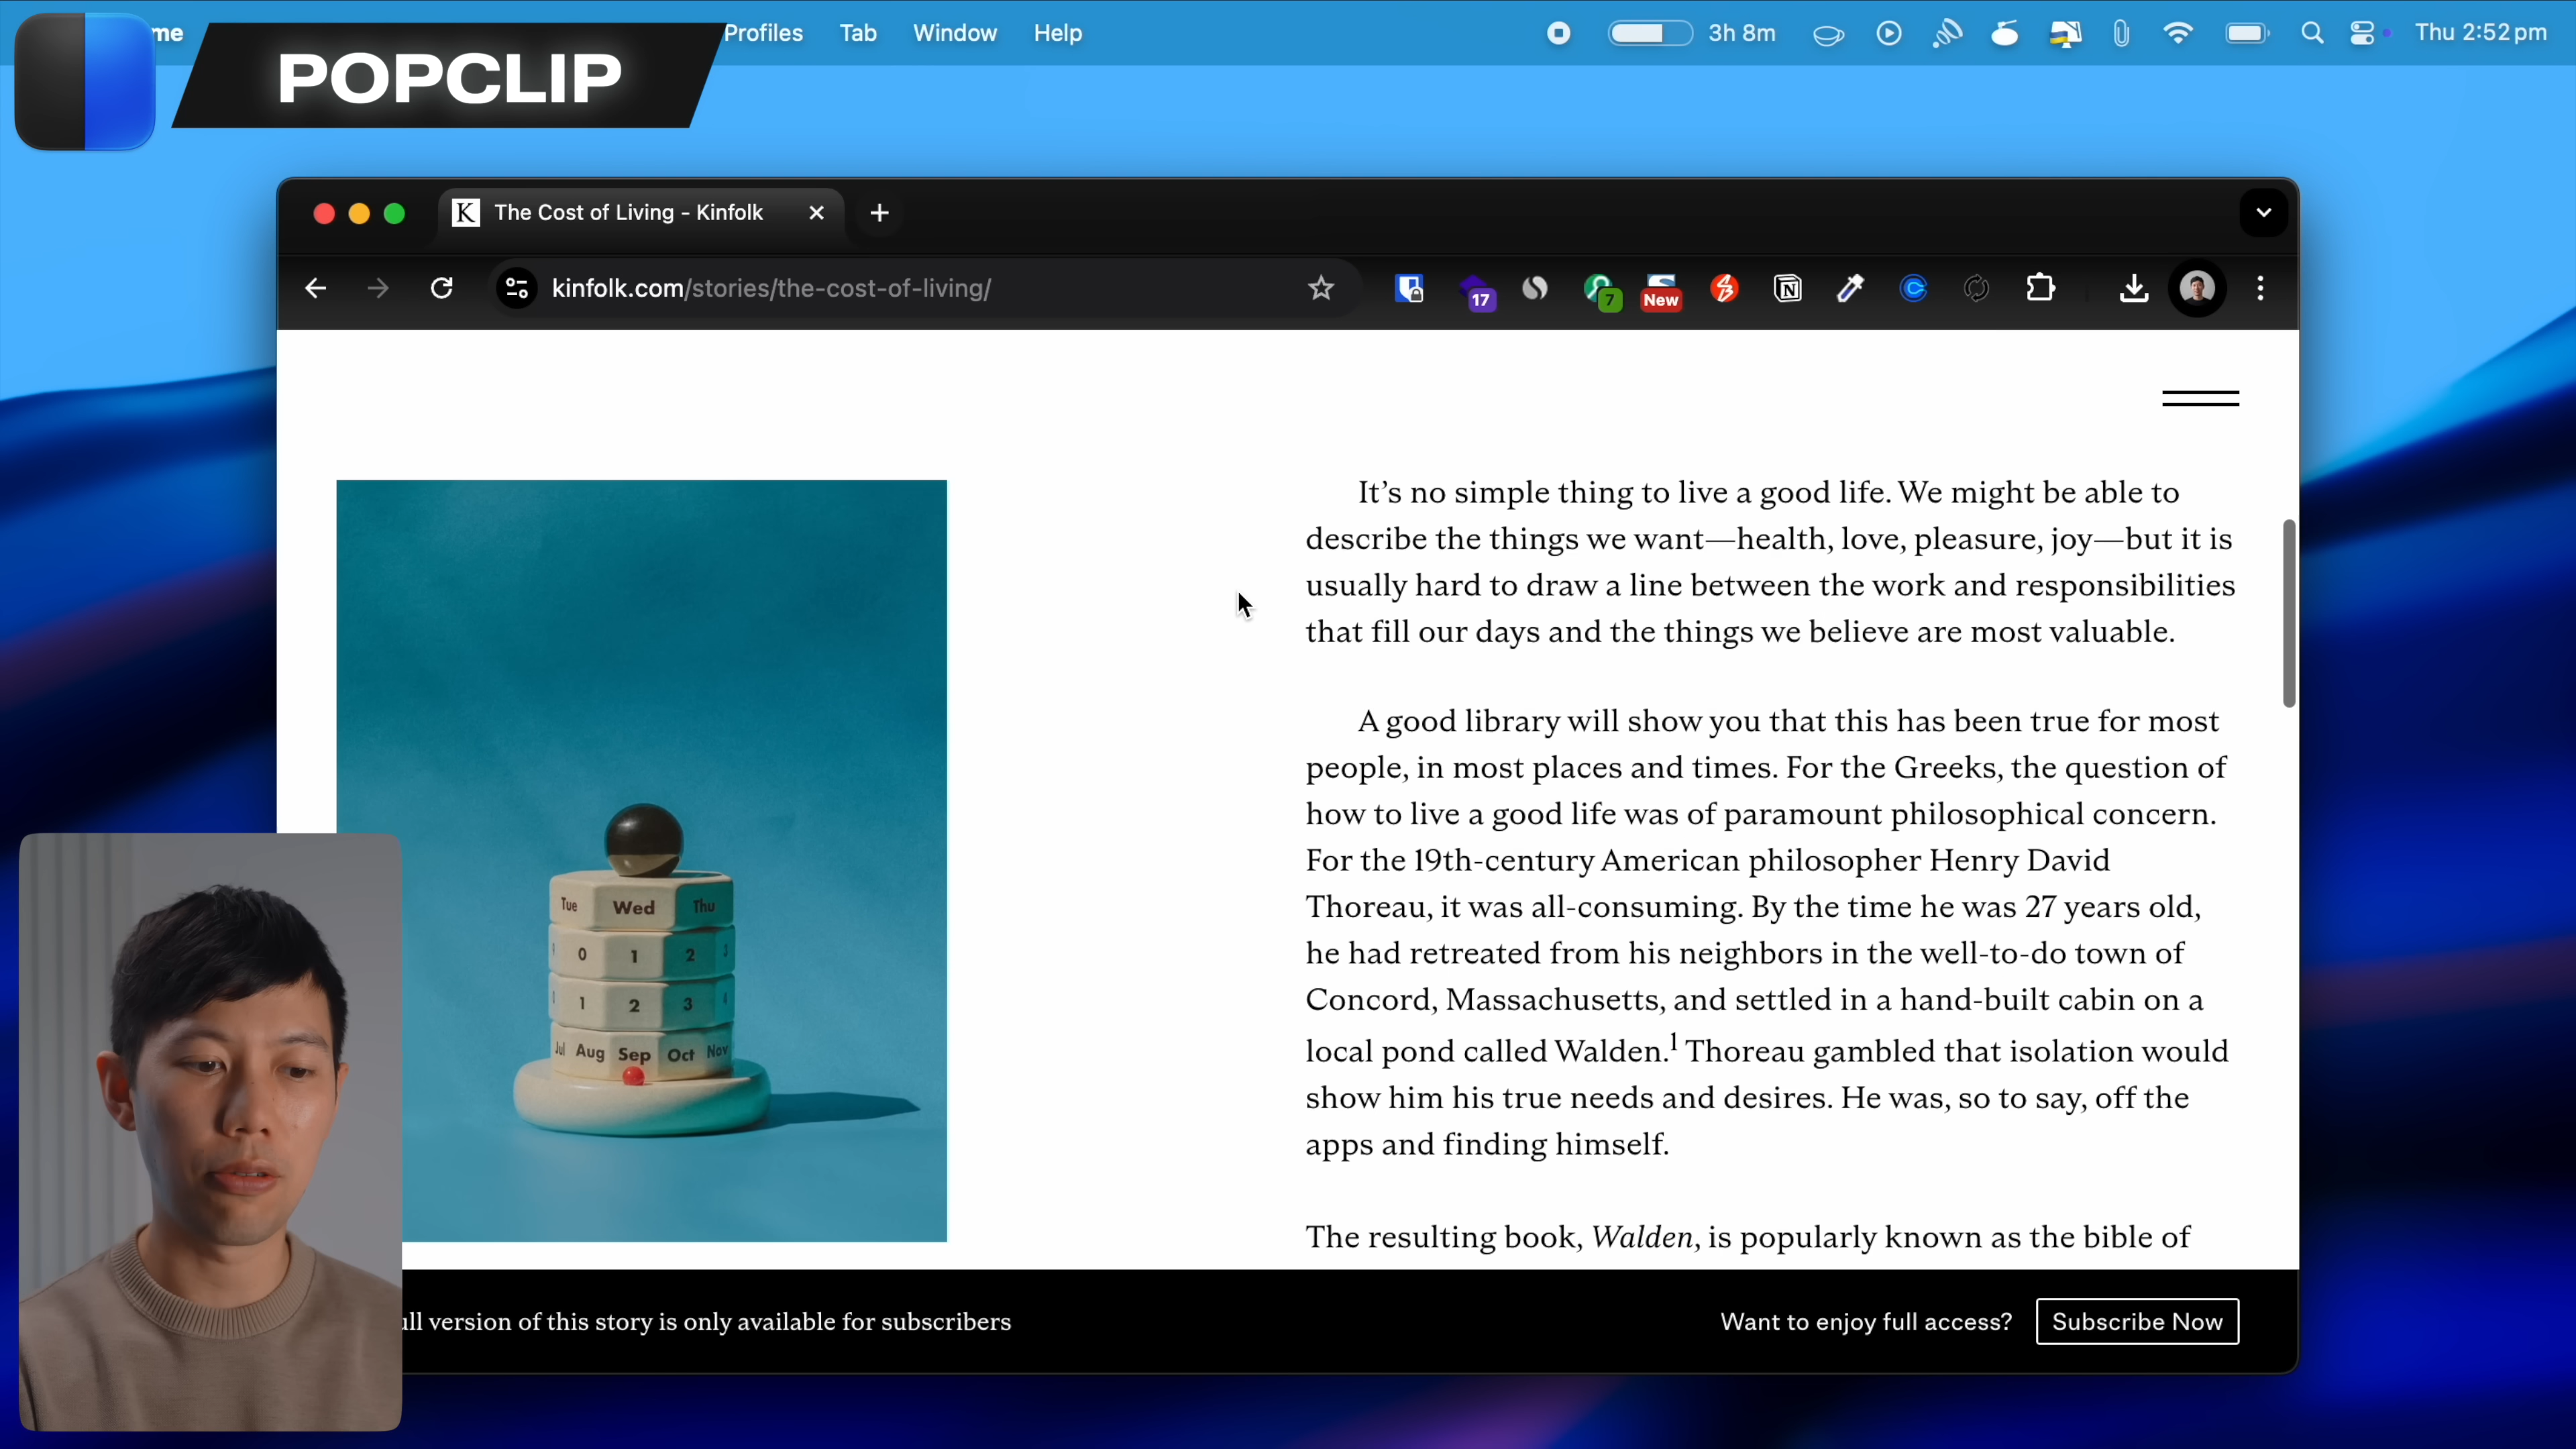 me Profiles Tab Window Help 3h 8m Thu 2:52 pm
POPCLIP
K The Cost of Living - Kinfolk
kinfolk.com/stories/the-cost-of-living/ 17 7 New
It’s no simple thing to live a good life. We might be able to
describe the things we want—health, love, pleasure, joy—but it is
usually hard to draw a line between the work and responsibilities
that fill our days and the things we believe are most valuable.
A good library will show you that this has been true for most
people, in most places and times. For the Greeks, the question of
how to live a good life was of paramount philosophical concern.
For the 19th-century American philosopher Henry David
Thoreau, it was all-consuming. By the time he was 27 years old,
he had retreated from his neighbors in the well-to-do town of
Concord, Massachusetts, and settled in a hand-built cabin on a
local pond called Walden.¹ Thoreau gambled that isolation would
show him his true needs and desires. He was, so to say, off the
apps and finding himself.
The resulting book, Walden, is popularly known as the bible of
Tue Wed Thu
0 1 2 3
1 2 3
Jul Aug Sep Oct Nov
ull version of this story is only available for subscribers
Want to enjoy full access? Subscribe Now